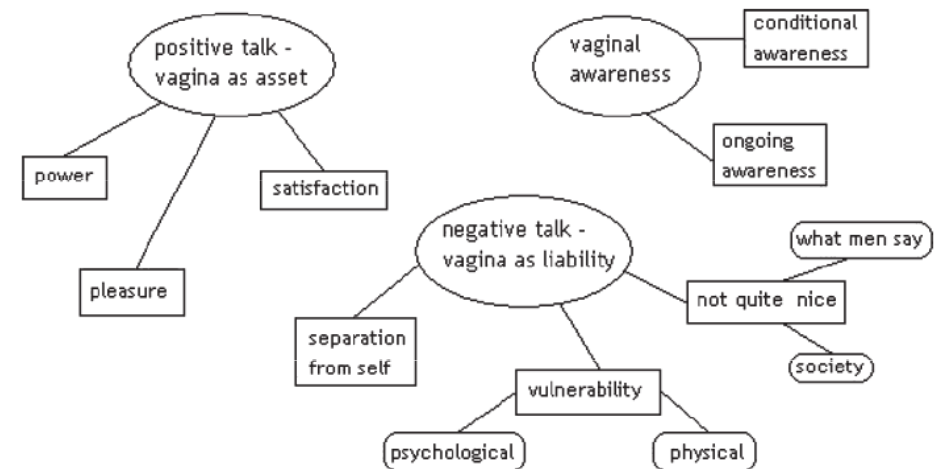 positive talk -
vagina as asset
power
pleasure
satisfaction
vaginal
awareness
conditional
awareness
ongoing
awareness
negative talk -
vagina as liability
separation
from self
vulnerability
psychological
physical
not quite nice
what men say
society